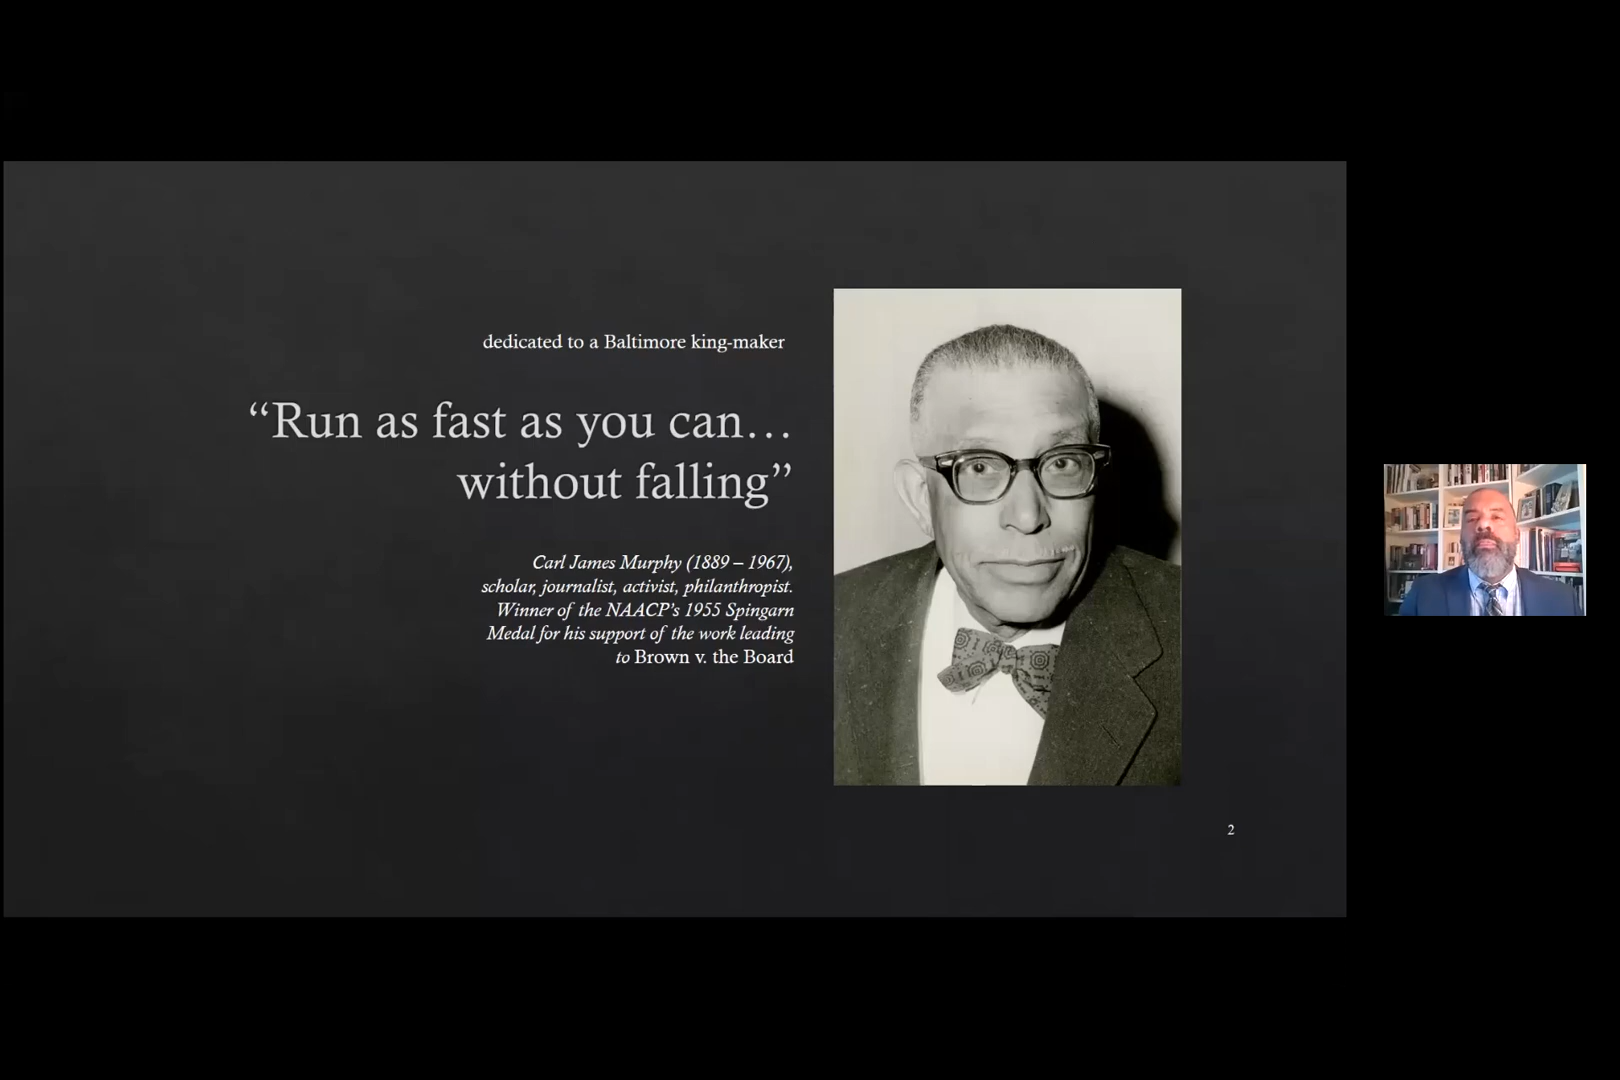 dedicated to a Baltimore king-maker
“Run as fast as you can…
without falling”
Carl James Murphy (1889 – 1967),
scholar, journalist, activist, philanthropist.
Winner of the NAACP’s 1955 Spingarn
Medal for his support of the work leading
to Brown v. the Board
2